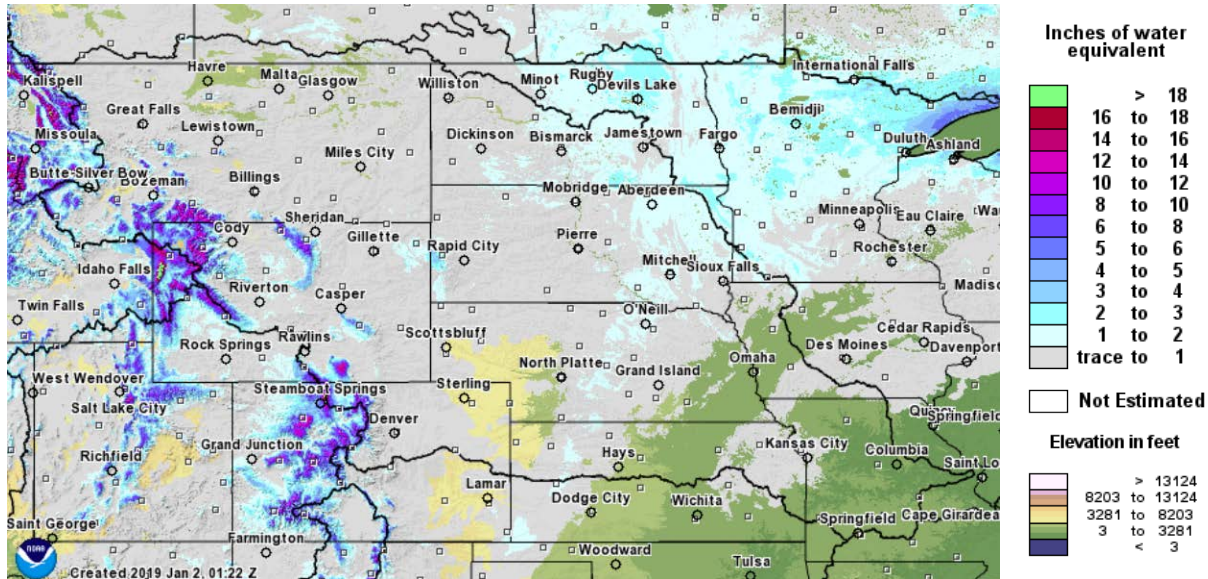 Kalispell
Havre
Malta
Glasgow
Williston
Minot
Rugby
Devils Lake
International Falls
Great Falls
Lewistown
Missoula
Dickinson
Bismarck
Jamestown
Fargo
Bemidji
Duluth
Ashland
Miles City
Butte-Silver Bow
Bozeman
Billings
Mobridge
Aberdeen
Minneapolis
Eau Claire
Wau
Sheridan
Cody
Gillette
Rapid City
Pierre
Rochester
Idaho Falls
Mitchell
Sioux Falls
Madiso
Riverton
Casper
Twin Falls
O'Neill
Rawlins
Scottsbluff
Cedar Rapids
Rock Springs
North Platte
Omaha
Des Moines
Davenport
West Wendover
Steamboat Springs
Sterling
Grand Island
Salt Lake City
Denver
Springfield
Grand Junction
Kansas City
Columbia
Richfield
Hays
Saint Lo
Lamar
Dodge City
Wichita
Saint George
Springfield
Cape Girardea
Farmington
Woodward
Tulsa
NOAA
Created 2019 Jan 2, 01:22 Z
Inches of water
equivalent
> 18
16 to 18
14 to 16
12 to 14
10 to 12
8 to 10
6 to 8
5 to 6
4 to 5
3 to 4
2 to 3
1 to 2
trace to 1
Not Estimated
Elevation in feet
> 13124
8203 to 13124
3281 to 8203
3 to 3281
< 3